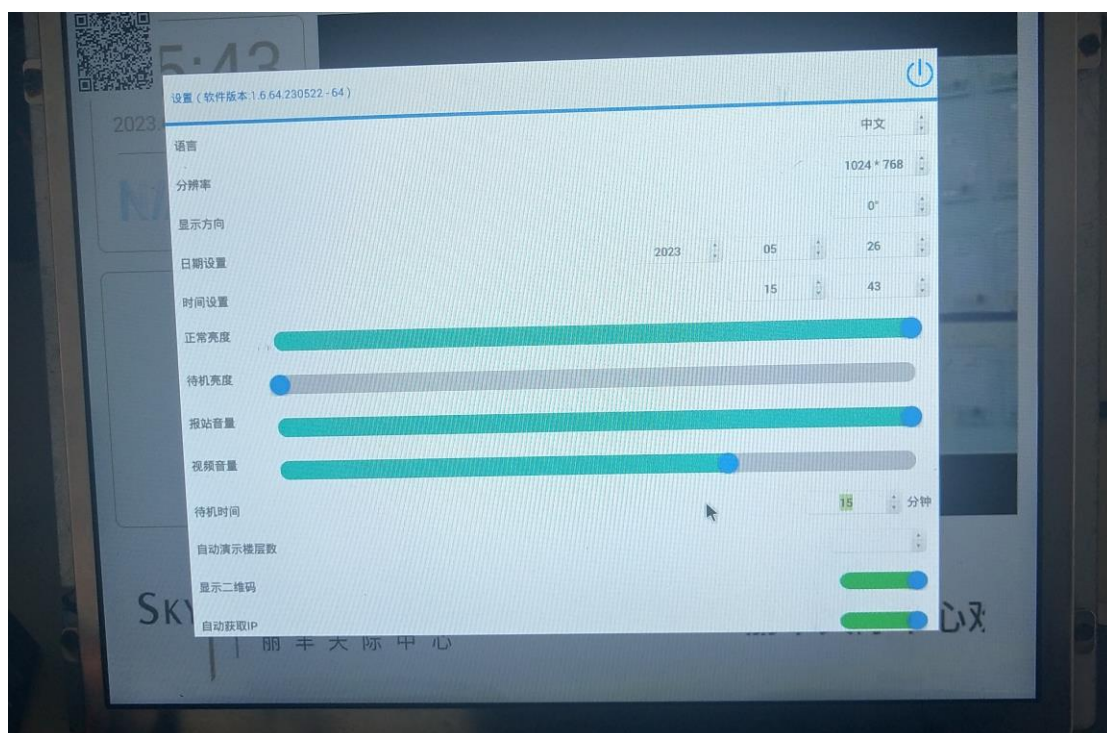 5:43
设置 ( 软件版本:1.6.64.230522 - 64 )
2023.
语言 中文
分辨率 1024 * 768
显示方向 0°
日期设置 2023 05 26
时间设置 15 43
正常亮度
待机亮度
报站音量
视频音量
待机时间 15 分钟
自动演示楼层数
显示二维码
自动获取IP
SKY
丽丰天际中心